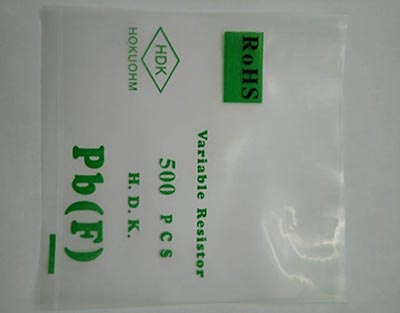 RoHS
HDK
HOKUOHM
Variable Resistor
500 PCS
H.D.K.
Pb(F)